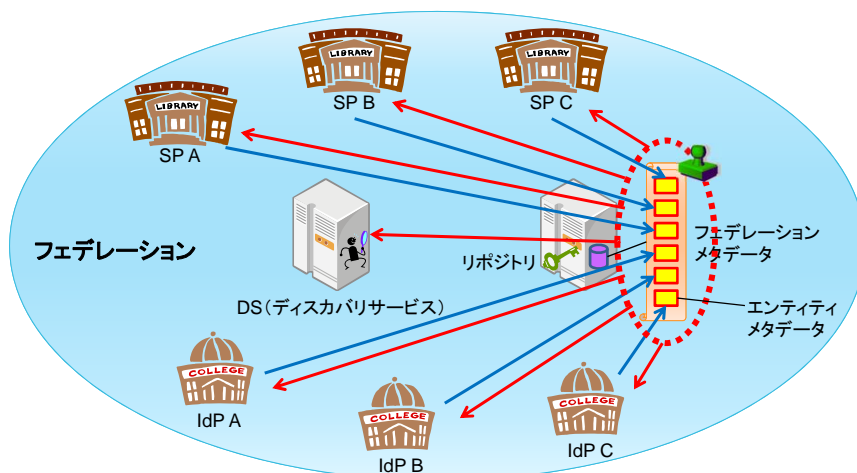 LIBRARY
SP B
LIBRARY
SP C
LIBRARY
SP A
フェデレーション
DS(ディスカバリサービス)
リポジトリ
フェデレーション
メタデータ
エンティティ
メタデータ
COLLEGE
IdP A
COLLEGE
IdP B
COLLEGE
IdP C